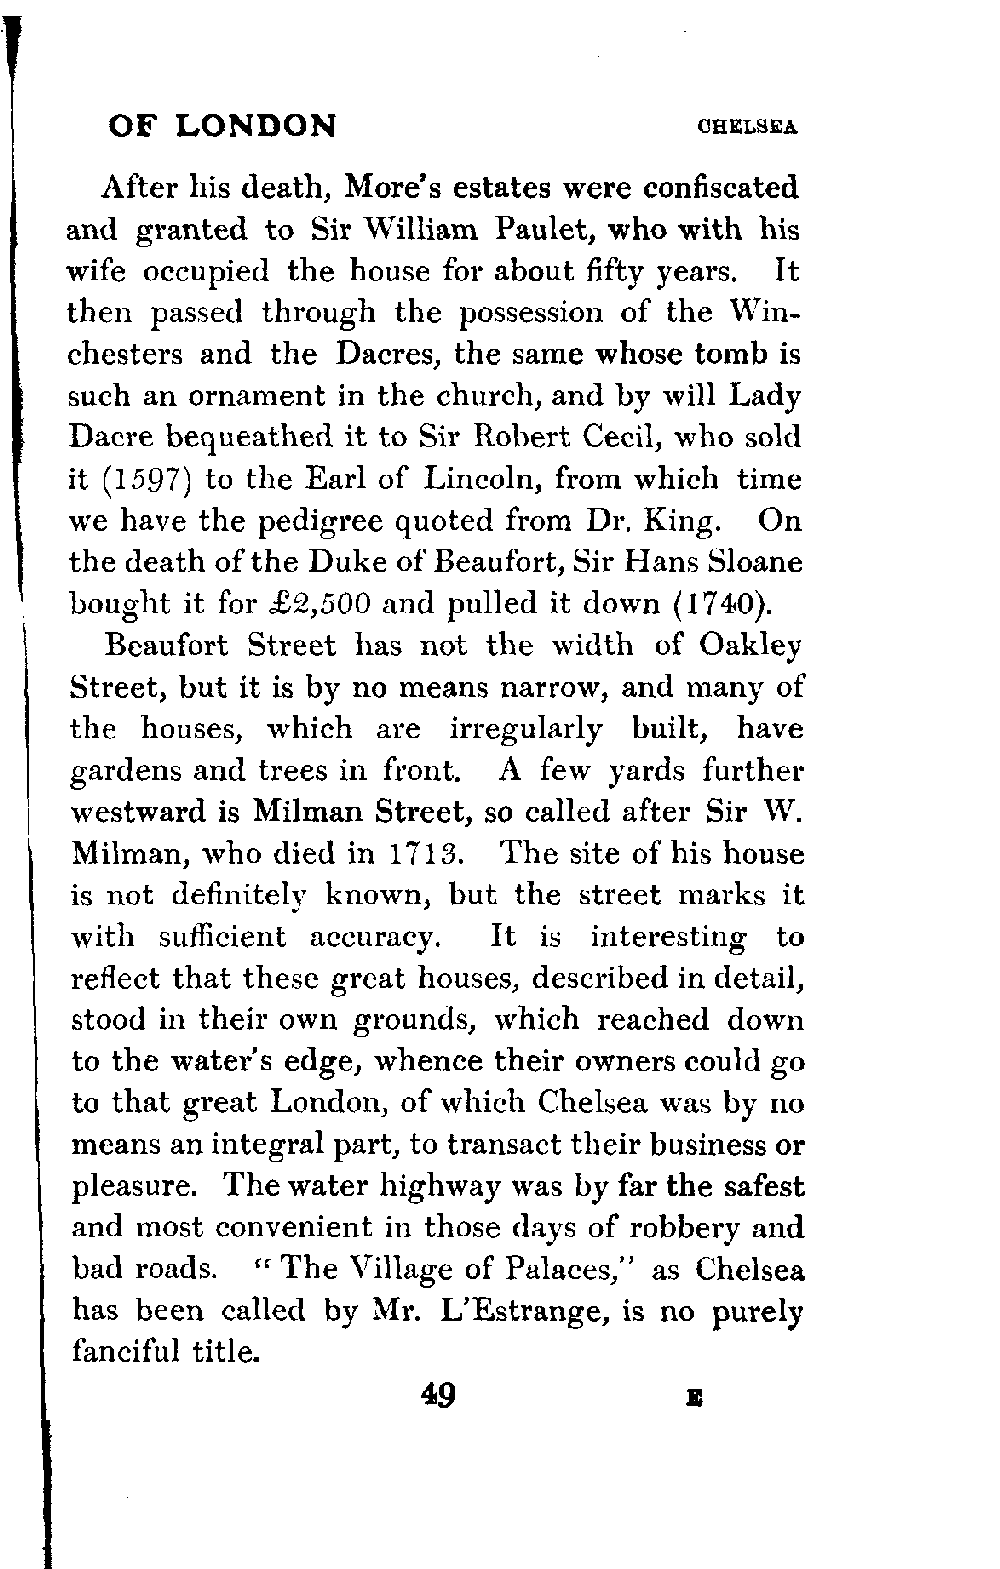 OF LONDON CHELSEA
After his death, More's estates were confiscated
and granted to Sir William Paulet, who with his
wife occupied the house for about fifty years. It
then passed through the possession of the Win-
chesters and the Dacres, the same whose tomb is
such an ornament in the church, and by will Lady
Dacre bequeathed it to Sir Robert Cecil, who sold
it (1597) to the Earl of Lincoln, from which time
we have the pedigree quoted from Dr. King. On
the death of the Duke of Beaufort, Sir Hans Sloane
bought it for £2,500 and pulled it down (1740).
Beaufort Street has not the width of Oakley
Street, but it is by no means narrow, and many of
the houses, which are irregularly built, have
gardens and trees in front. A few yards further
westward is Milman Street, so called after Sir W.
Milman, who died in 1713. The site of his house
is not definitely known, but the street marks it
with sufficient accuracy. It is interesting to
reflect that these great houses, described in detail,
stood in their own grounds, which reached down
to the water's edge, whence their owners could go
to that great London, of which Chelsea was by no
means an integral part, to transact their business or
pleasure. The water highway was by far the safest
and most convenient in those days of robbery and
bad roads. "The Village of Palaces," as Chelsea
has been called by Mr. L'Estrange, is no purely
fanciful title.
49 E